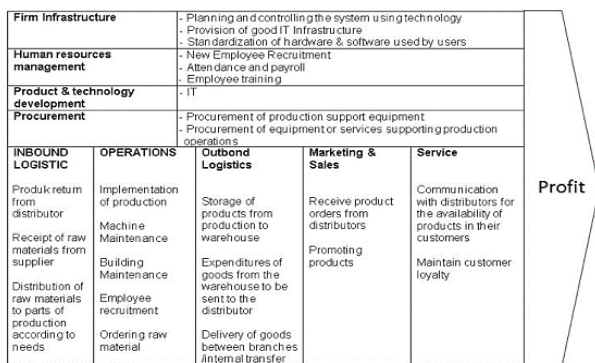 Firm Infrastructure
- Planning and controlling the system using technology
- Provision of good IT Infrastructure
- Standardization of hardware & software used by users
Human resources
management
- New Employee Recruitment
- Attendance and payroll
- Employee training
Product & technology
development
- IT
Procurement
- Procurement of production support equipment
- Procurement of equipment or services supporting production
operations
INBOUND
LOGISTIC
Produk return
from
distributor
Receipt of raw
materials from
supplier
Distribution of
raw materials
to parts of
production
according to
needs
OPERATIONS
Implementation
of production
Machine
Maintenance
Building
Maintenance
Employee
recruitment
Ordering raw
material
Outbond
Logistics
Storage of
products from
production to
warehouse
Expenditures of
goods from the
warehouse to be
sent to the
distributor
Delivery of goods
between branches
/internal transfer
Marketing &
Sales
Receive product
orders from
distributors
Promoting
products
Service
Communication
with distributors for
the availability of
products in their
customers
Maintain customer
loyalty
Profit